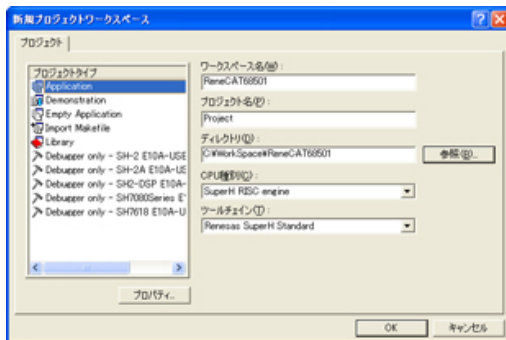 新規プロジェクトワークスペース
プロジェクト
プロジェクトタイプ
Application
Demonstration
Empty Application
Import Makefile
Library
Debugger only - SH-2 E10A-USE
Debugger only - SH-2A E10A-US
Debugger only - SH2-DSP E10A-
Debugger only - SH7080Series E
Debugger only - SH7618 E10A-U
プロパティ...
ワークスペース名(W) :
ReneCAT68501
プロジェクト名(P) :
Project
ディレクトリ(D) :
C:¥WorkSpace¥ReneCAT68501
参照(B)...
CPU種別(C) :
SuperH RISC engine
ツールチェイン(T) :
Renesas SuperH Standard
OK
キャンセル